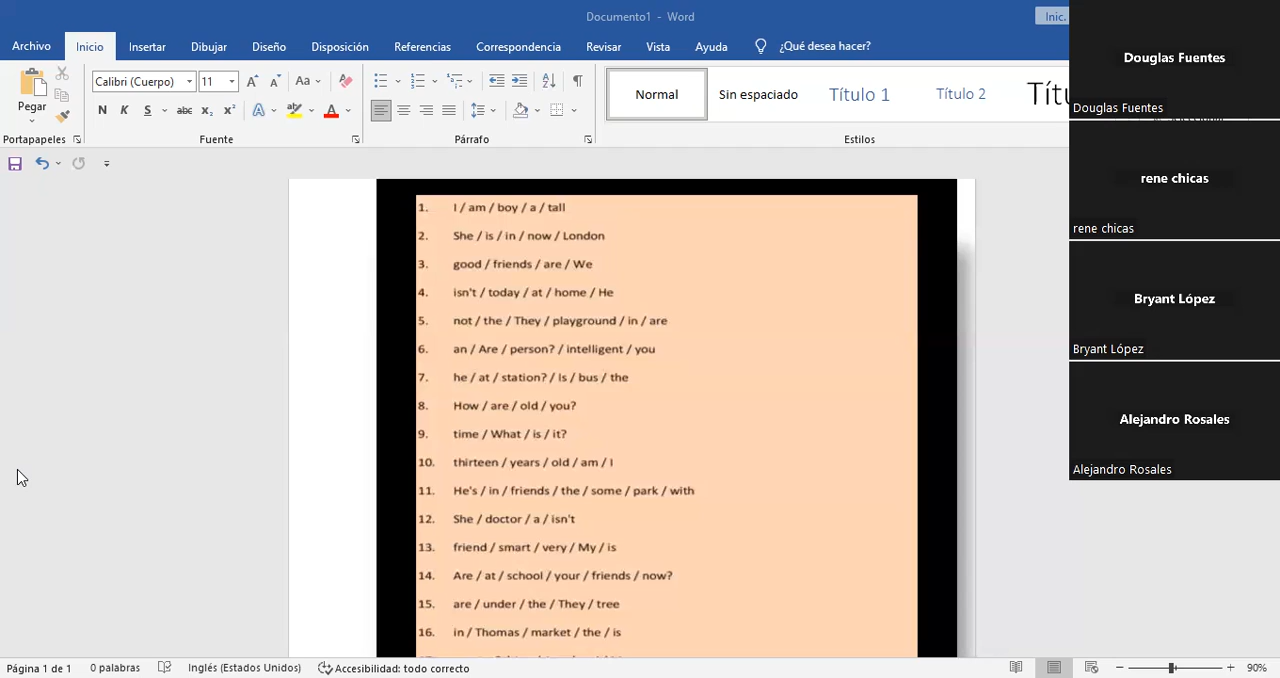 Documento1 - Word
Inic.
Archivo Inicio Insertar Dibujar Diseño Disposición Referencias Correspondencia Revisar Vista Ayuda ¿Qué desea hacer?
Pegar
Calibri (Cuerpo) 11 Aa
N K S abc x₂ x² A A
Normal Sin espaciado Título 1 Título 2
Portapapeles Fuente Párrafo Estilos
1. I / am / boy / a / tall
2. She / is / in / now / London
3. good / friends / are / We
4. isn't / today / at / home / He
5. not / the / They / playground / in / are
6. an / Are / person? / intelligent / you
7. he / at / station? / Is / bus / the
8. How / are / old / you?
9. time / What / is / it?
10. thirteen / years / old / am / I
11. He's / in / friends / the / some / park / with
12. She / doctor / a / isn't
13. friend / smart / very / My / is
14. Are / at / school / your / friends / now?
15. are / under / the / They / tree
16. in / Thomas / market / the / is
Douglas Fuentes
Douglas Fuentes
rene chicas
rene chicas
Bryant López
Bryant López
Alejandro Rosales
Alejandro Rosales
Página 1 de 1 0 palabras Inglés (Estados Unidos) Accesibilidad: todo correcto 90%